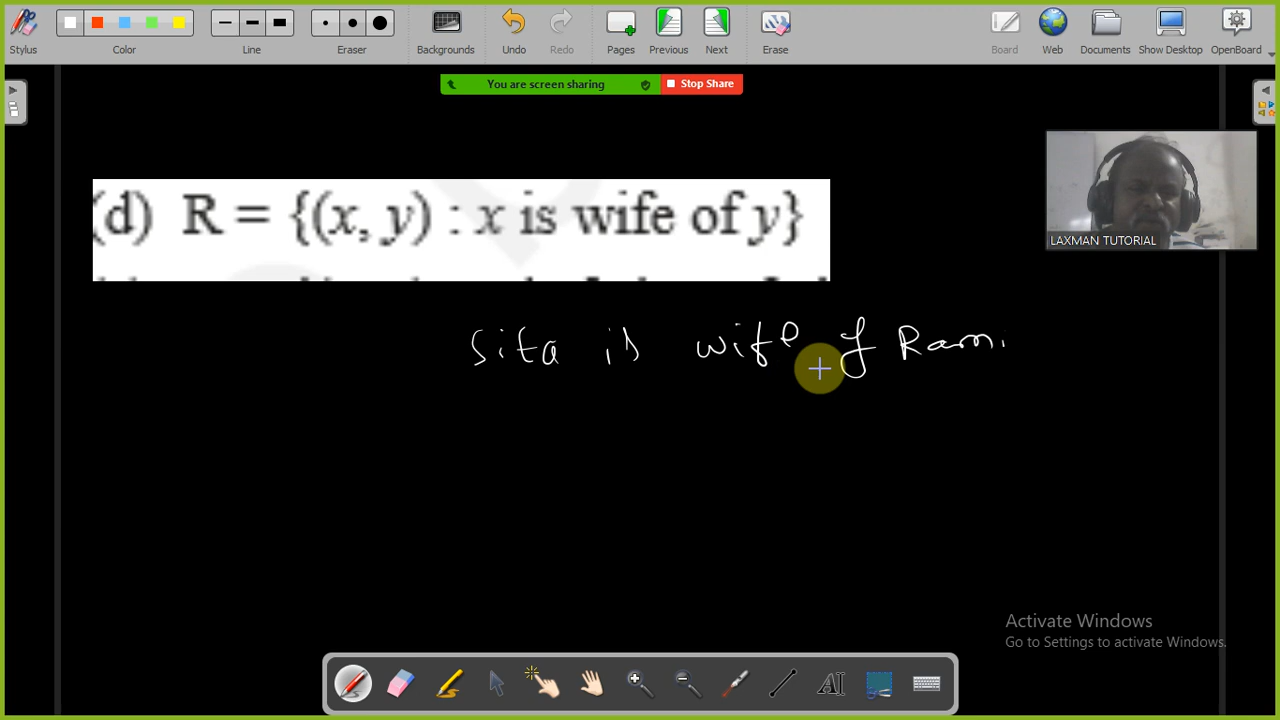 Stylus
Color
Line
Eraser
Backgrounds
Undo
Redo
Pages
Previous
Next
Erase
Board
Web
Documents
Show Desktop
OpenBoard
You are screen sharing
Stop Share
LAXMAN TUTORIAL
(d) R = {(x, y) : x is wife of y}
Sita is wife of Ram.
Activate Windows
Go to Settings to activate Windows.